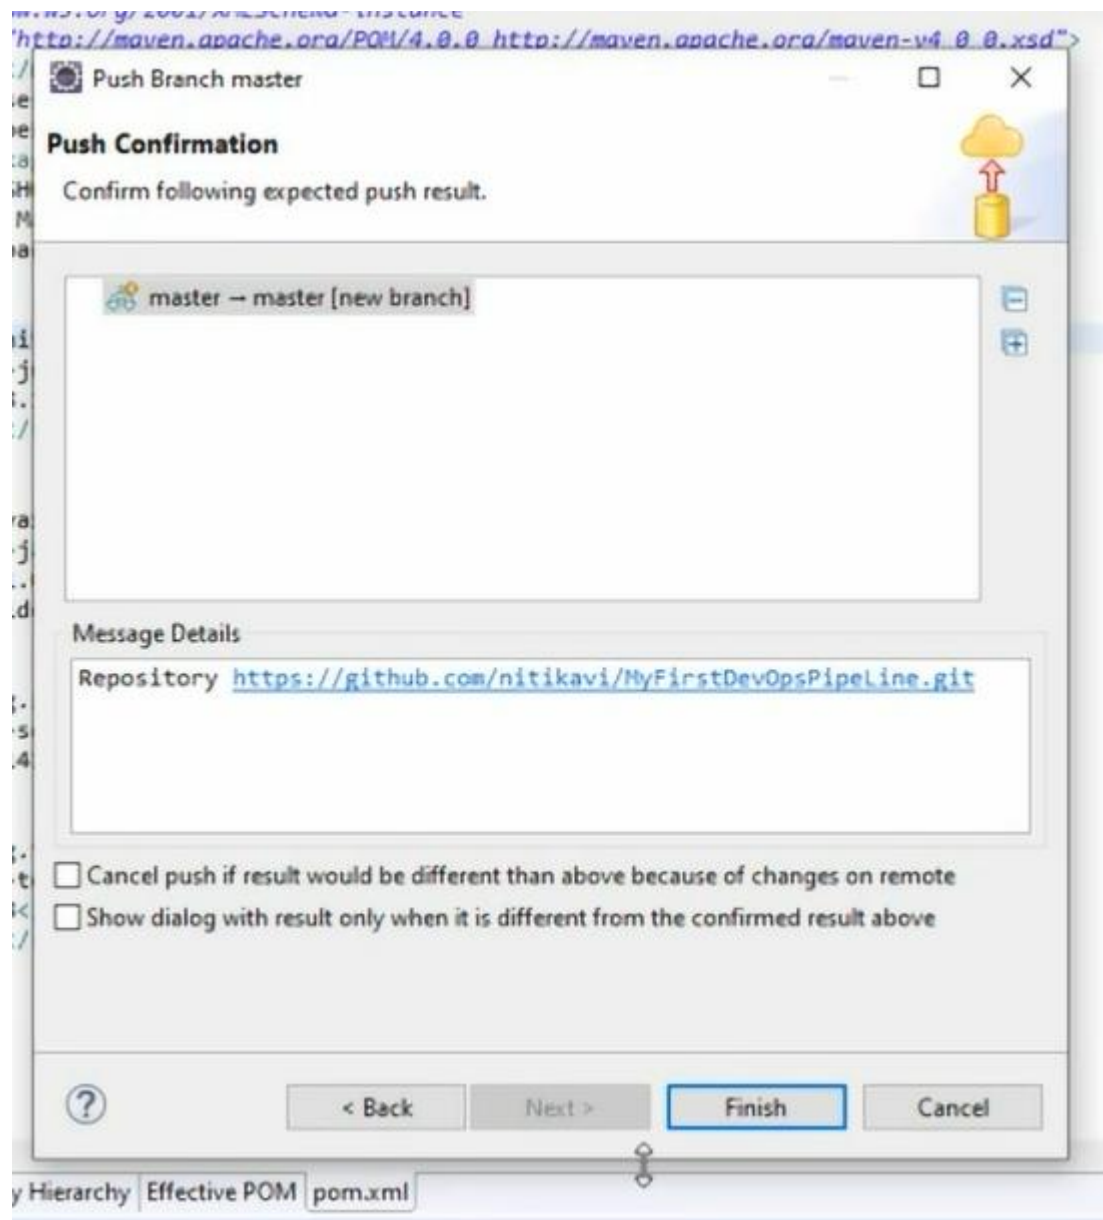 "http://maven.apache.org/POM/4.0.0 http://maven.apache.org/maven-v4_0_0.xsd">
Push Branch master
Push Confirmation
Confirm following expected push result.
master → master [new branch]
Message Details
Repository https://github.com/nitikavi/MyFirstDevOpsPipeLine.git
Cancel push if result would be different than above because of changes on remote
Show dialog with result only when it is different from the confirmed result above
?
< Back
Next >
Finish
Cancel
y Hierarchy
Effective POM
pom.xml